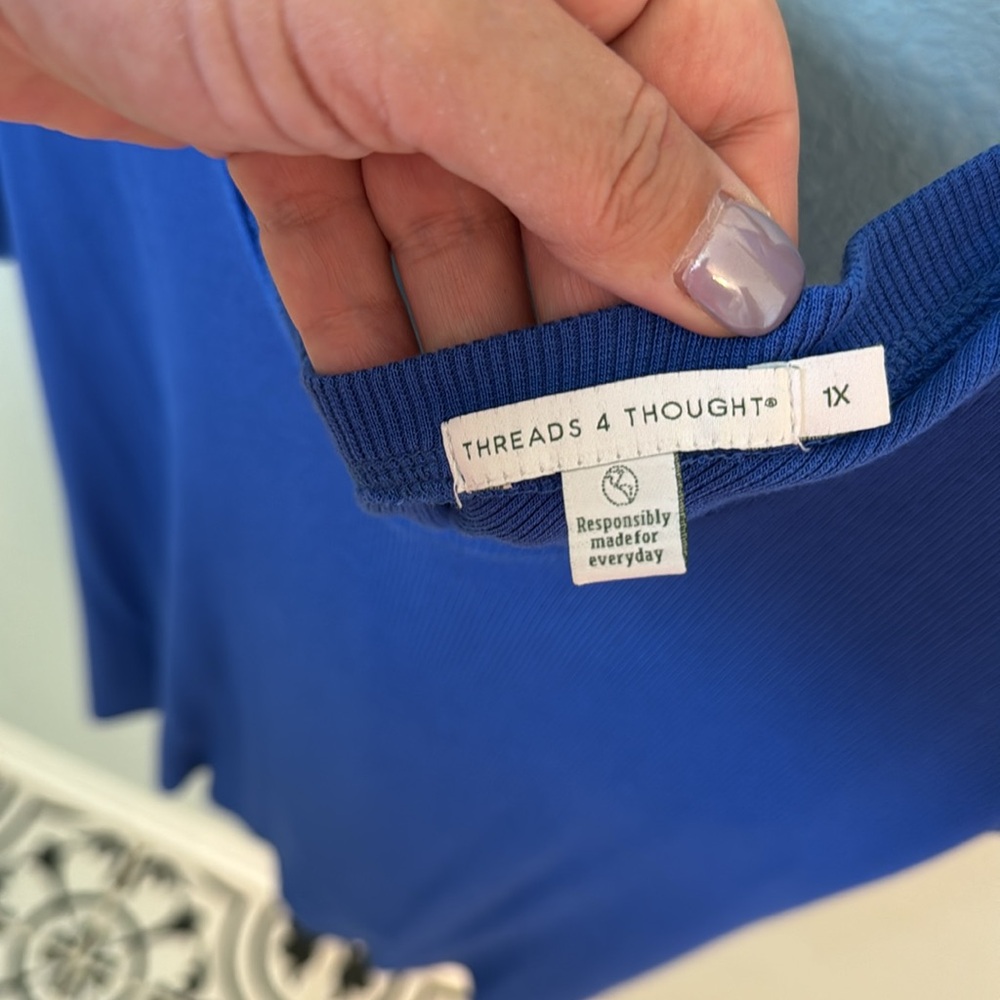 THREADS 4 THOUGHT®
1X
Responsibly
made for
everyday